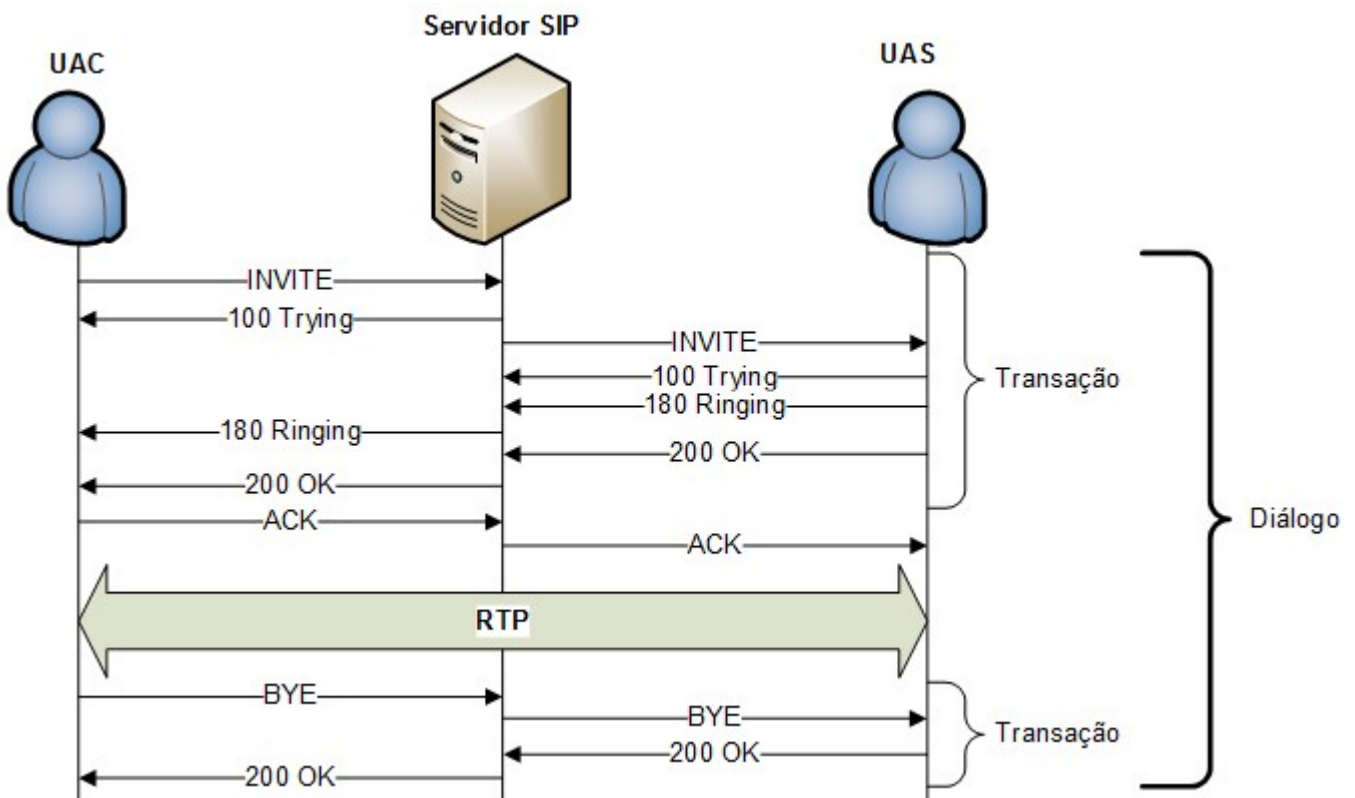 Servidor SIP
UAC
UAS
INVITE
100 Trying
INVITE
100 Trying
180 Ringing
180 Ringing
200 OK
200 OK
ACK
ACK
Transação
Diálogo
RTP
BYE
BYE
200 OK
200 OK
Transação